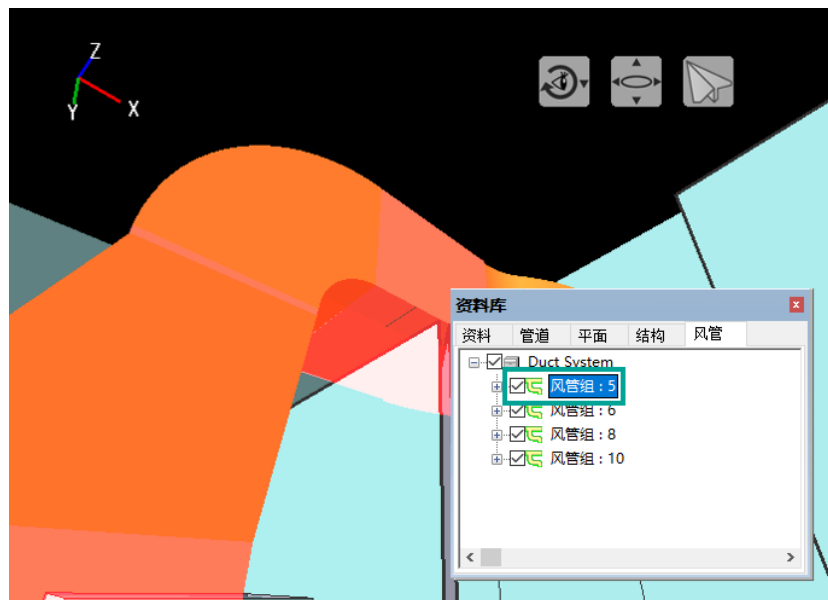 Z
Y
X
资料库
x
资料 管道 平面 结构 风管
Duct System
风管组 : 5
风管组 : 6
风管组 : 8
风管组 : 10